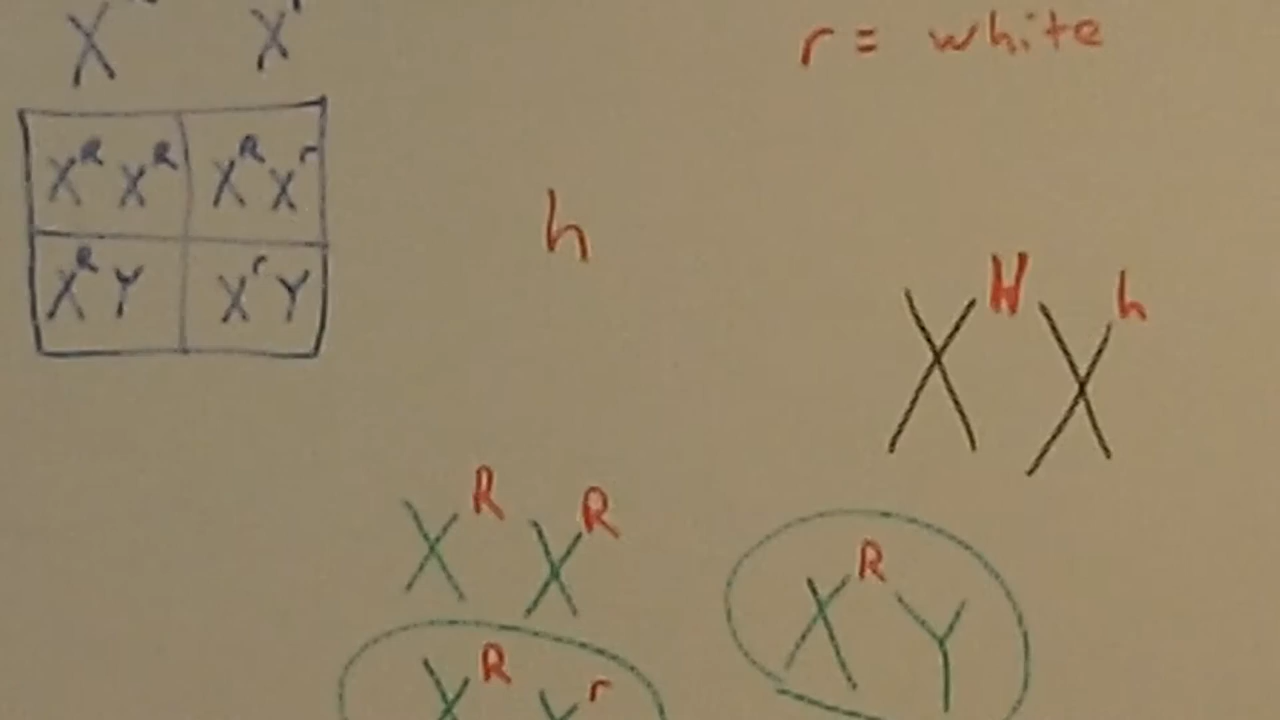 X X^r
r = white
X^R X^R X^R X^r
h
X^R Y X^r Y
X^H X^h
X^R X^R
X^R Y
X^R X^r